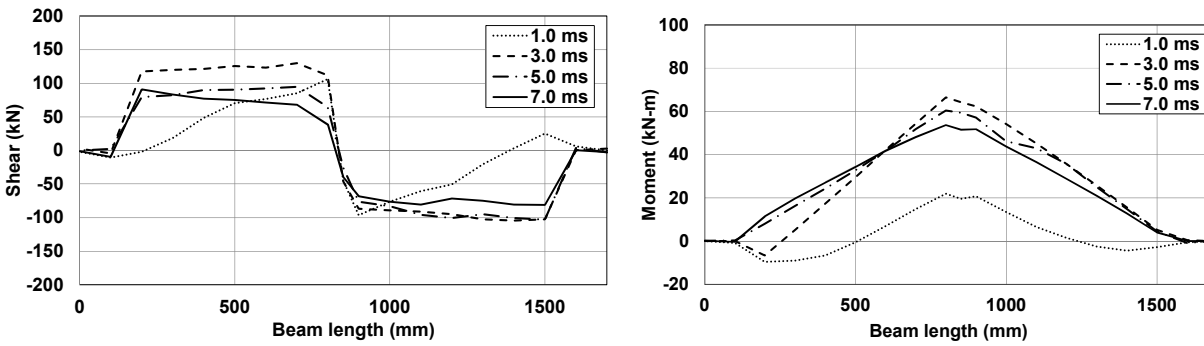 200
150
100
50
0
-50
-100
-150
-200
Shear (kN)
0 500 1000 1500
Beam length (mm)
1.0 ms
3.0 ms
5.0 ms
7.0 ms
100
80
60
40
20
0
-20
Moment (kN-m)
0 500 1000 1500
Beam length (mm)
1.0 ms
3.0 ms
5.0 ms
7.0 ms